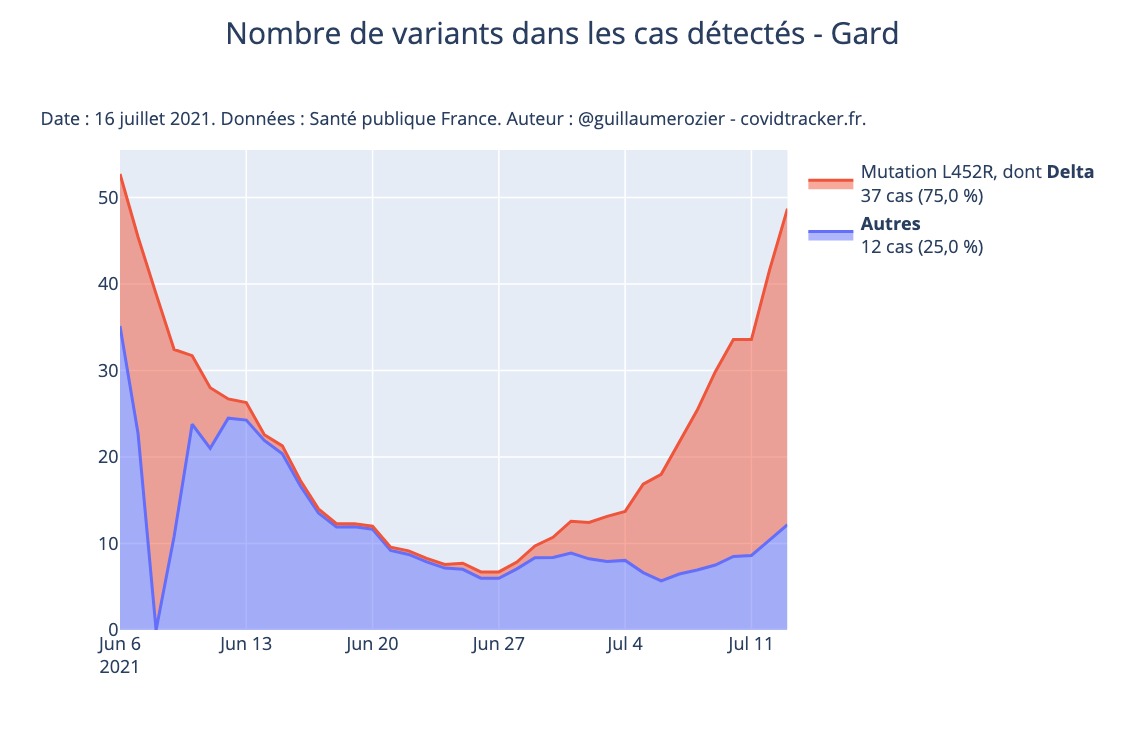 Nombre de variants dans les cas détectés - Gard
Date : 16 juillet 2021. Données : Santé publique France. Auteur : @guillaumerozier - covidtracker.fr.
Mutation L452R, dont Delta
37 cas (75,0 %)
Autres
12 cas (25,0 %)
50
40
30
20
10
0
Jun 6
2021
Jun 13
Jun 20
Jun 27
Jul 4
Jul 11